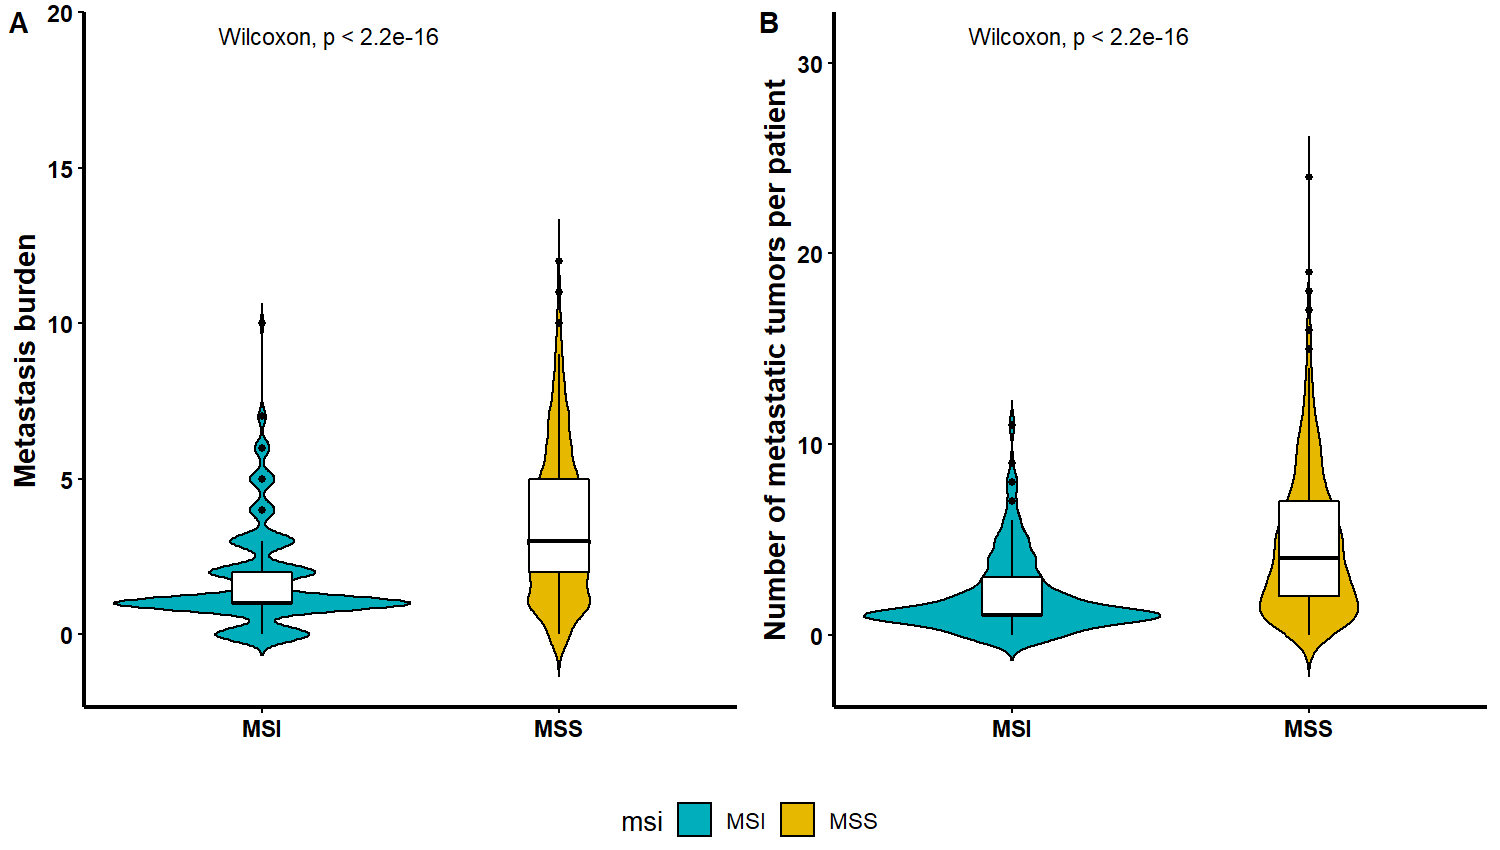 A
Wilcoxon, p < 2.2e-16
Metastasis burden
20
15
10
5
0
MSI
MSS
B
Wilcoxon, p < 2.2e-16
Number of metastatic tumors per patient
30
20
10
0
MSI
MSS
msi
MSI
MSS